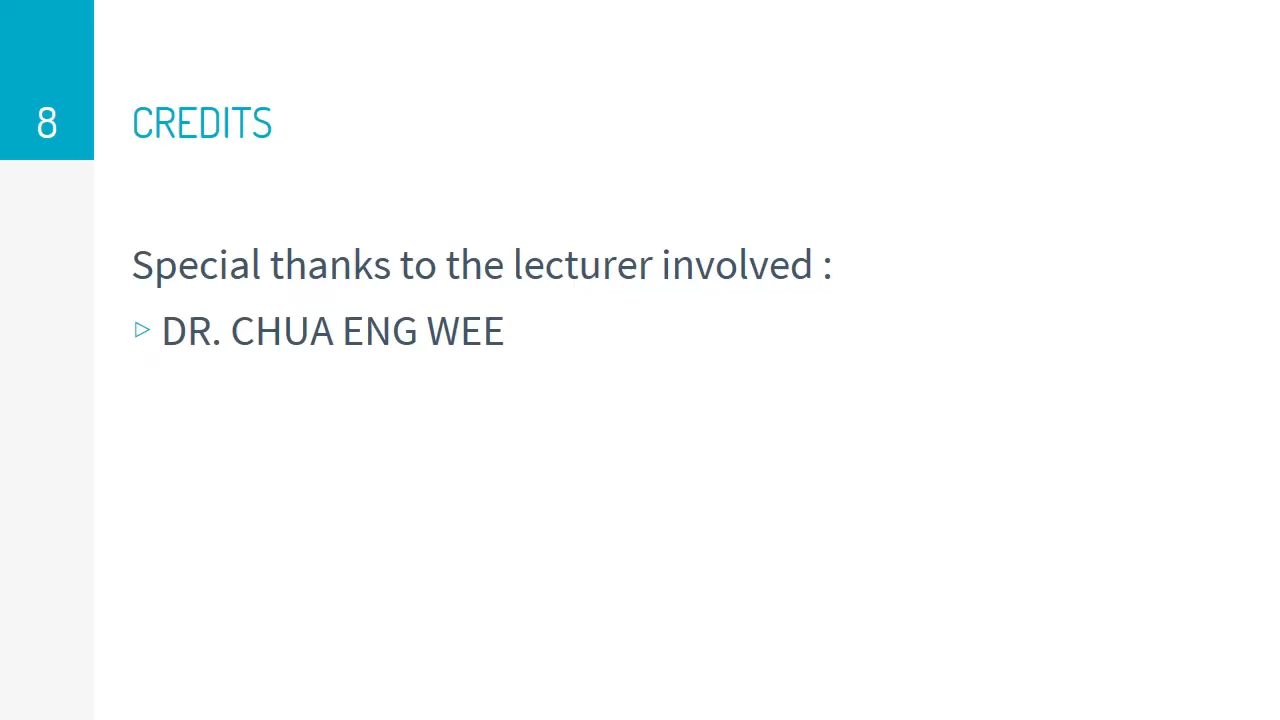 8
CREDITS
Special thanks to the lecturer involved :
▷ DR. CHUA ENG WEE